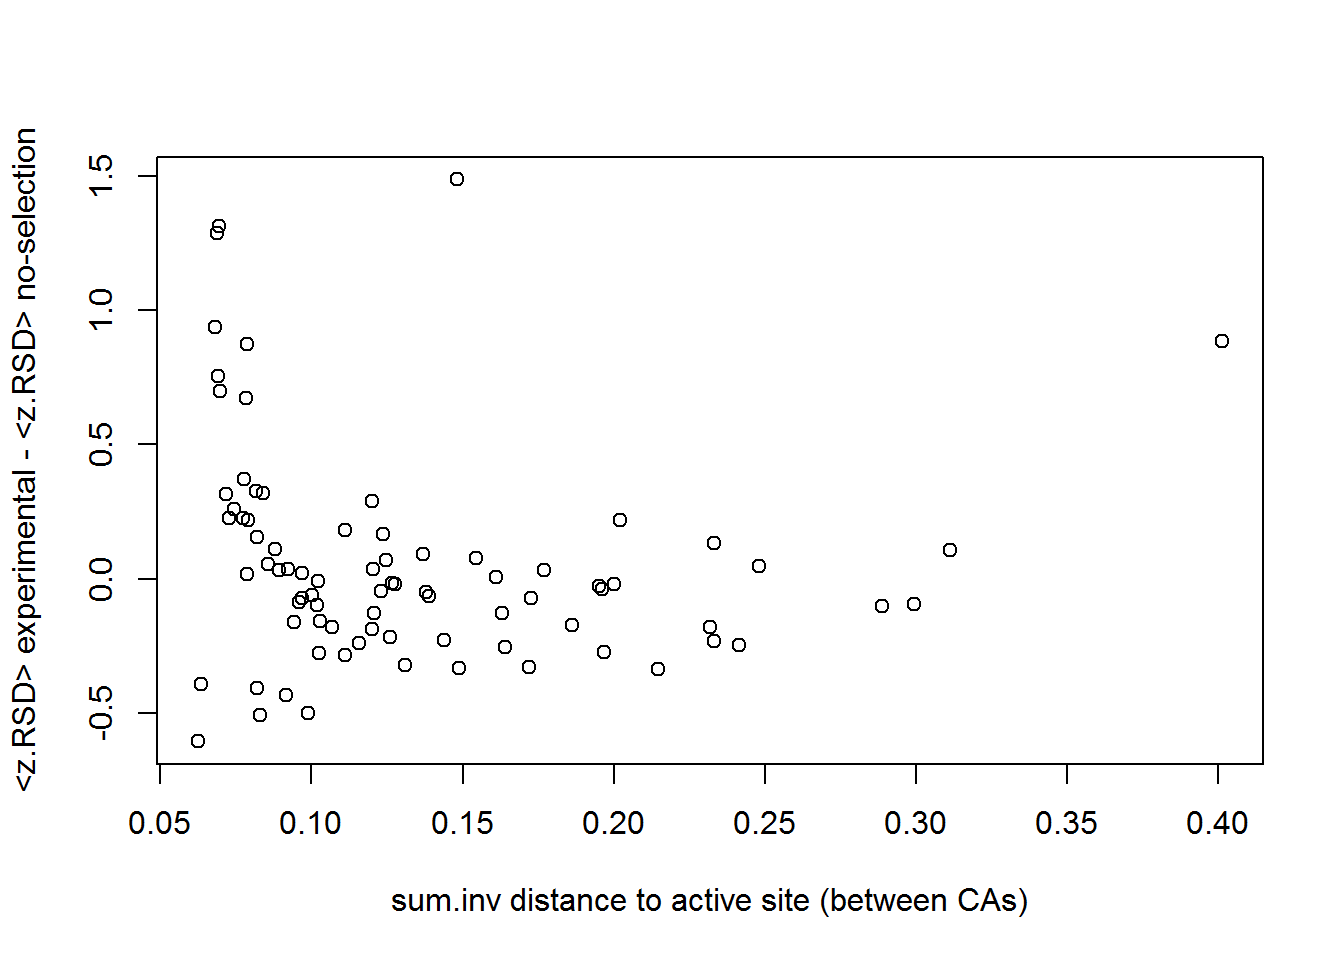 <z.RSD> experimental - <z.RSD> no-selection
1.5
1.0
0.5
0.0
-0.5
0.05 0.10 0.15 0.20 0.25 0.30 0.35 0.40
sum.inv distance to active site (between CAs)